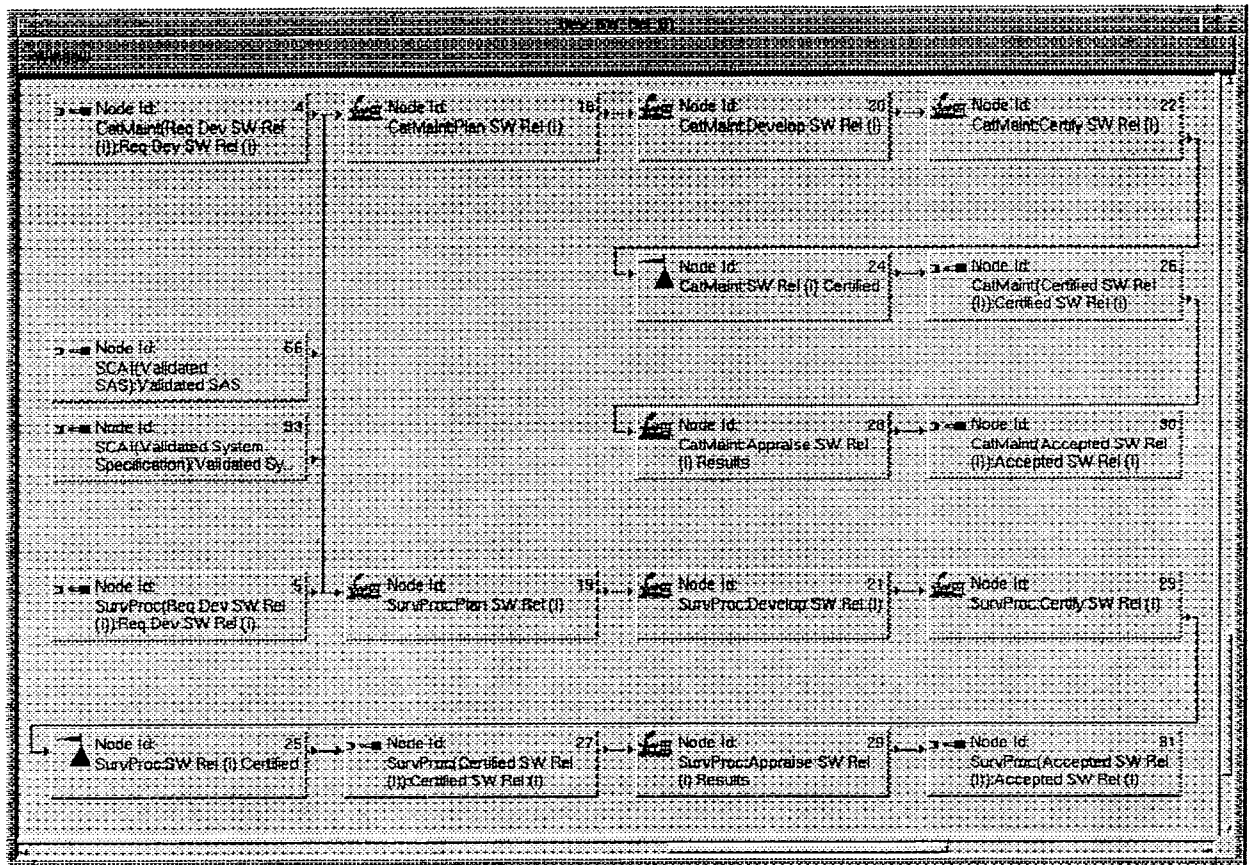 Dev SW Rel (i)
Node Id: 4
CatMaint(Req Dev SW Rel
(i)):Req Dev SW Rel (i)
Node Id: 18
CatMaint:Plan SW Rel (i)
Node Id: 20
CatMaint:Develop SW Rel (i)
Node Id: 22
CatMaint:Certify SW Rel (i)
Node Id: 24
CatMaint:SW Rel (i) Certified
Node Id: 26
CatMaint(Certified SW Rel
(i)):Certified SW Rel (i)
Node Id: 66
SCAI(Validated
SAS):Validated SAS
Node Id: 93
SCAI(Validated System
Specification):Validated Sy...
Node Id: 28
CatMaint:Appraise SW Rel
(i) Results
Node Id: 30
CatMaint(Accepted SW Rel
(i)):Accepted SW Rel (i)
Node Id: 5
SurvProc(Req Dev SW Rel
(i)):Req Dev SW Rel (i)
Node Id: 19
SurvProc:Plan SW Rel (i)
Node Id: 21
SurvProc:Develop SW Rel (i)
Node Id: 23
SurvProc:Certify SW Rel (i)
Node Id: 25
SurvProc:SW Rel (i) Certified
Node Id: 27
SurvProc(Certified SW Rel
(i)):Certified SW Rel (i)
Node Id: 29
SurvProc:Appraise SW Rel
(i) Results
Node Id: 31
SurvProc(Accepted SW Rel
(i)):Accepted SW Rel (i)